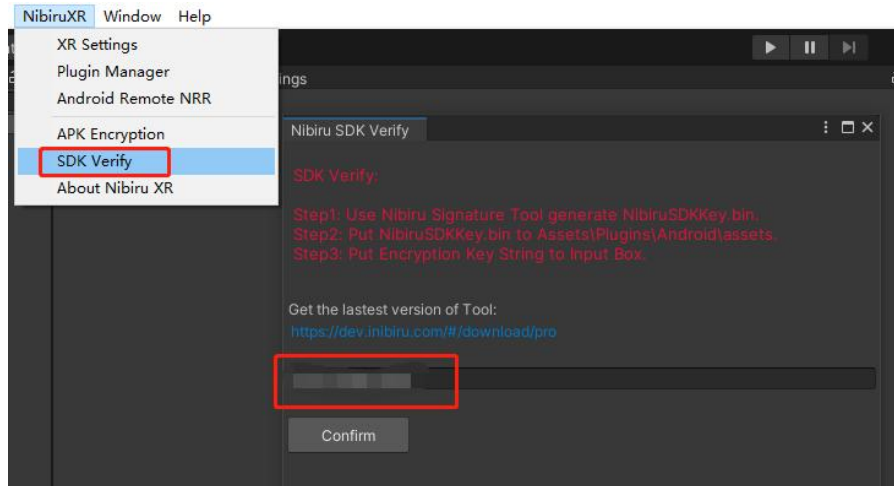 NibiruXR Window Help
XR Settings
Plugin Manager
Android Remote NRR
ings
APK Encryption
Nibiru SDK Verify
SDK Verify
About Nibiru XR
SDK Verify:
Step1: Use Nibiru Signature Tool generate NibiruSDKKey.bin.
Step2: Put NibiruSDKKey.bin to Assets\Plugins\Android\assets.
Step3: Put Encryption Key String to Input Box.
Get the lastest version of Tool:
https://dev.inibiru.com/#/download/pro
Confirm